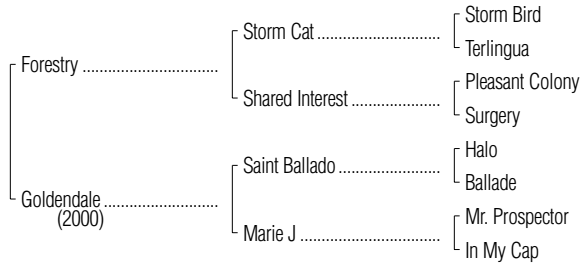 Storm Bird
Storm Cat ........................
Terlingua
Forestry ..................................
Pleasant Colony
Shared Interest ................
Surgery
Halo
Saint Ballado ....................
Ballade
Goldendale ............................
(2000)
Mr. Prospector
Marie J ...........................
In My Cap